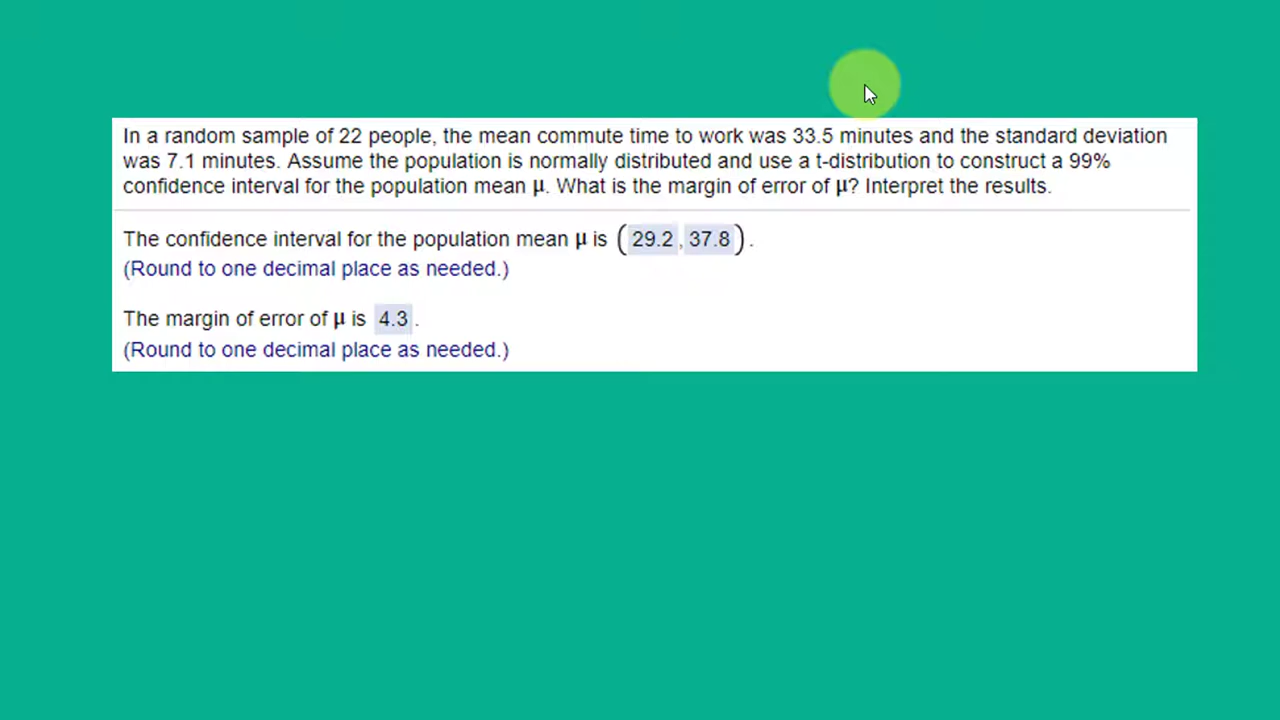 In a random sample of 22 people, the mean commute time to work was 33.5 minutes and the standard deviation
was 7.1 minutes. Assume the population is normally distributed and use a t-distribution to construct a 99%
confidence interval for the population mean μ. What is the margin of error of μ? Interpret the results.
The confidence interval for the population mean μ is (29.2, 37.8).
(Round to one decimal place as needed.)
The margin of error of μ is 4.3.
(Round to one decimal place as needed.)